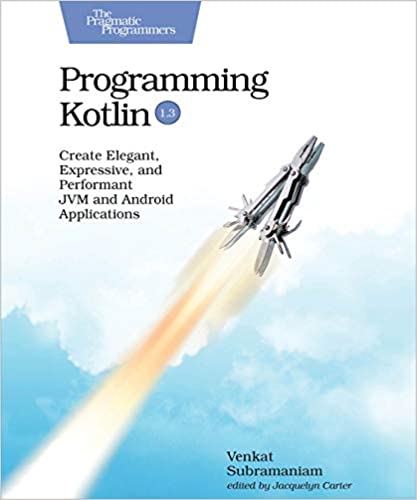 The
Pragmatic
Programmers
Programming
Kotlin 1.3
Create Elegant,
Expressive, and
Performant
JVM and Android
Applications
Venkat
Subramaniam
edited by Jacquelyn Carter